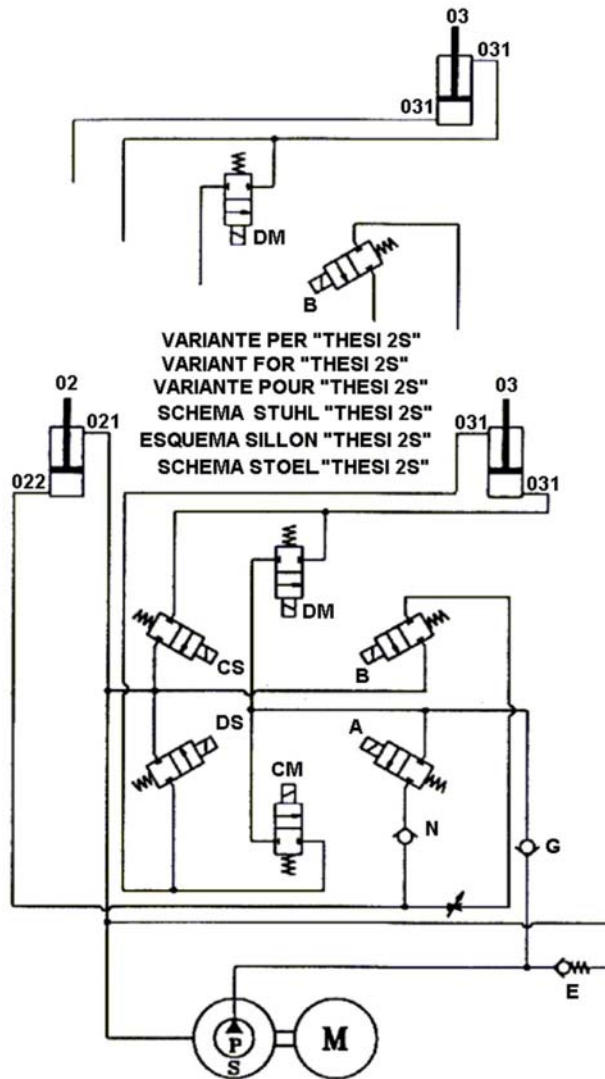 03
031
031
DM
B
VARIANTE PER "THESI 2S"
VARIANT FOR "THESI 2S"
VARIANTE POUR "THESI 2S"
SCHEMA STUHL "THESI 2S"
ESQUEMA SILLON "THESI 2S"
SCHEMA STOEL "THESI 2S"
02
021
022
03
031
031
DM
CS
B
DS
A
CM
N
G
E
P
S
M